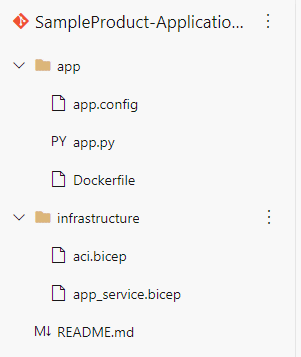 SampleProduct-Applicatio...
app
app.config
PY app.py
Dockerfile
infrastructure
aci.bicep
app_service.bicep
M↓ README.md